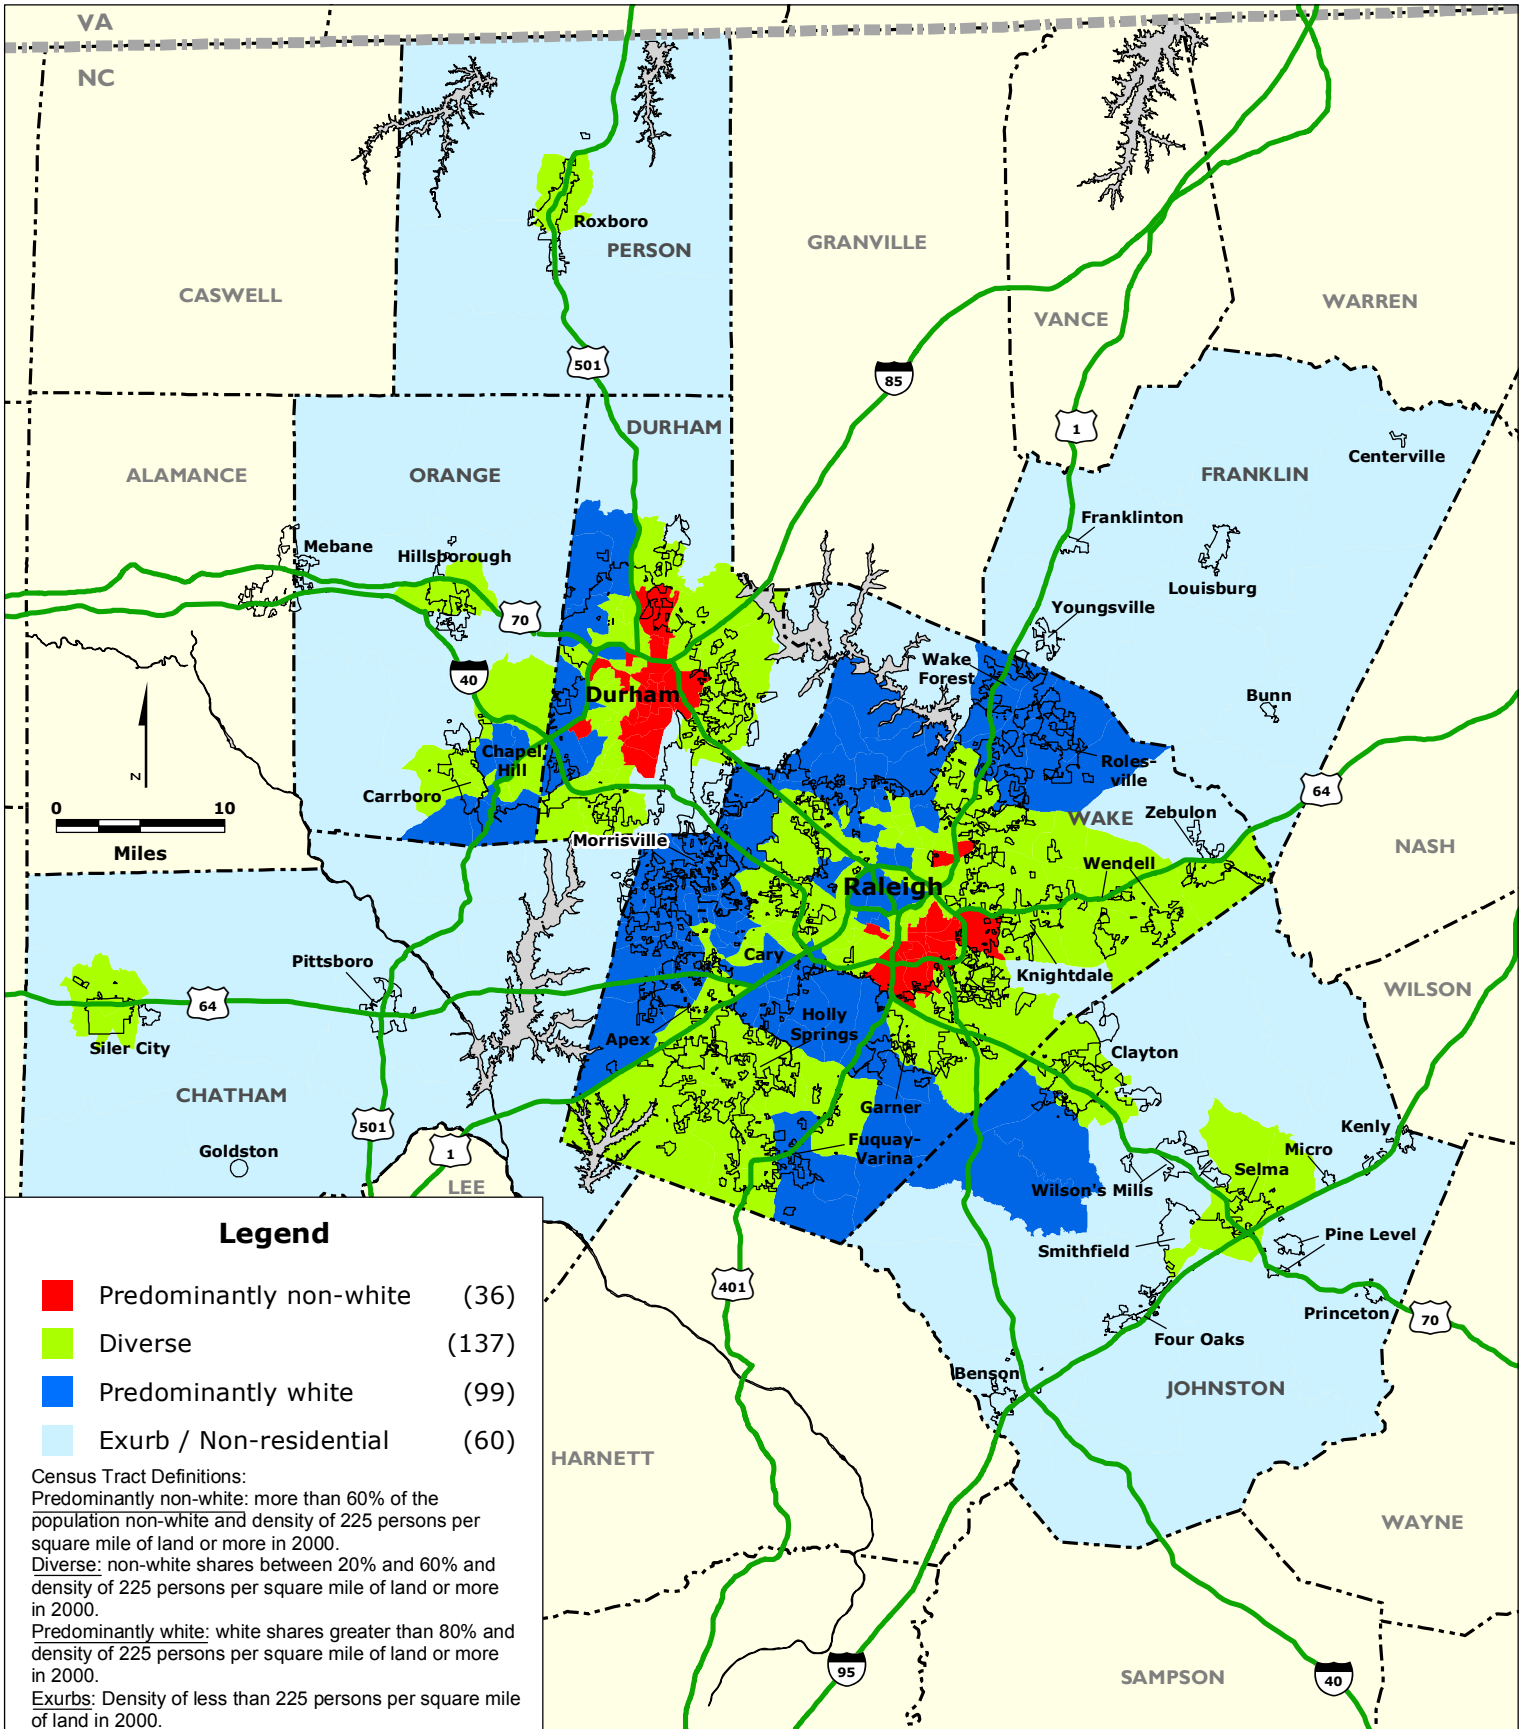 VA
NC
Roxboro
PERSON
GRANVILLE
CASWELL
VANCE
WARREN
501
85
1
DURHAM
Centerville
ALAMANCE
ORANGE
FRANKLIN
Franklinton
Mebane
Hillsborough
Louisburg
70
Youngsville
40
Wake
Forest
Durham
Bunn
Chapel
Hill
Roles-
ville
Carrboro
64
0
10
Miles
N
WAKE
Zebulon
Morrisville
NASH
Wendell
Raleigh
Cary
Pittsboro
Knightdale
WILSON
64
Holly
Springs
Siler City
Apex
Clayton
CHATHAM
Garner
501
Goldston
1
LEE
Fuquay-
Varina
Kenly
Micro
Selma
Wilson's Mills
Smithfield
Pine Level
401
Princeton
70
Four Oaks
Benson
JOHNSTON
HARNETT
WAYNE
95
SAMPSON
40
Legend
Predominantly non-white (36)
Diverse (137)
Predominantly white (99)
Exurb / Non-residential (60)
Census Tract Definitions:
Predominantly non-white: more than 60% of the
population non-white and density of 225 persons per
square mile of land or more in 2000.
Diverse: non-white shares between 20% and 60% and
density of 225 persons per square mile of land or more
in 2000.
Predominantly white: white shares greater than 80% and
density of 225 persons per square mile of land or more
in 2000.
Exurbs: Density of less than 225 persons per square mile
of land in 2000.